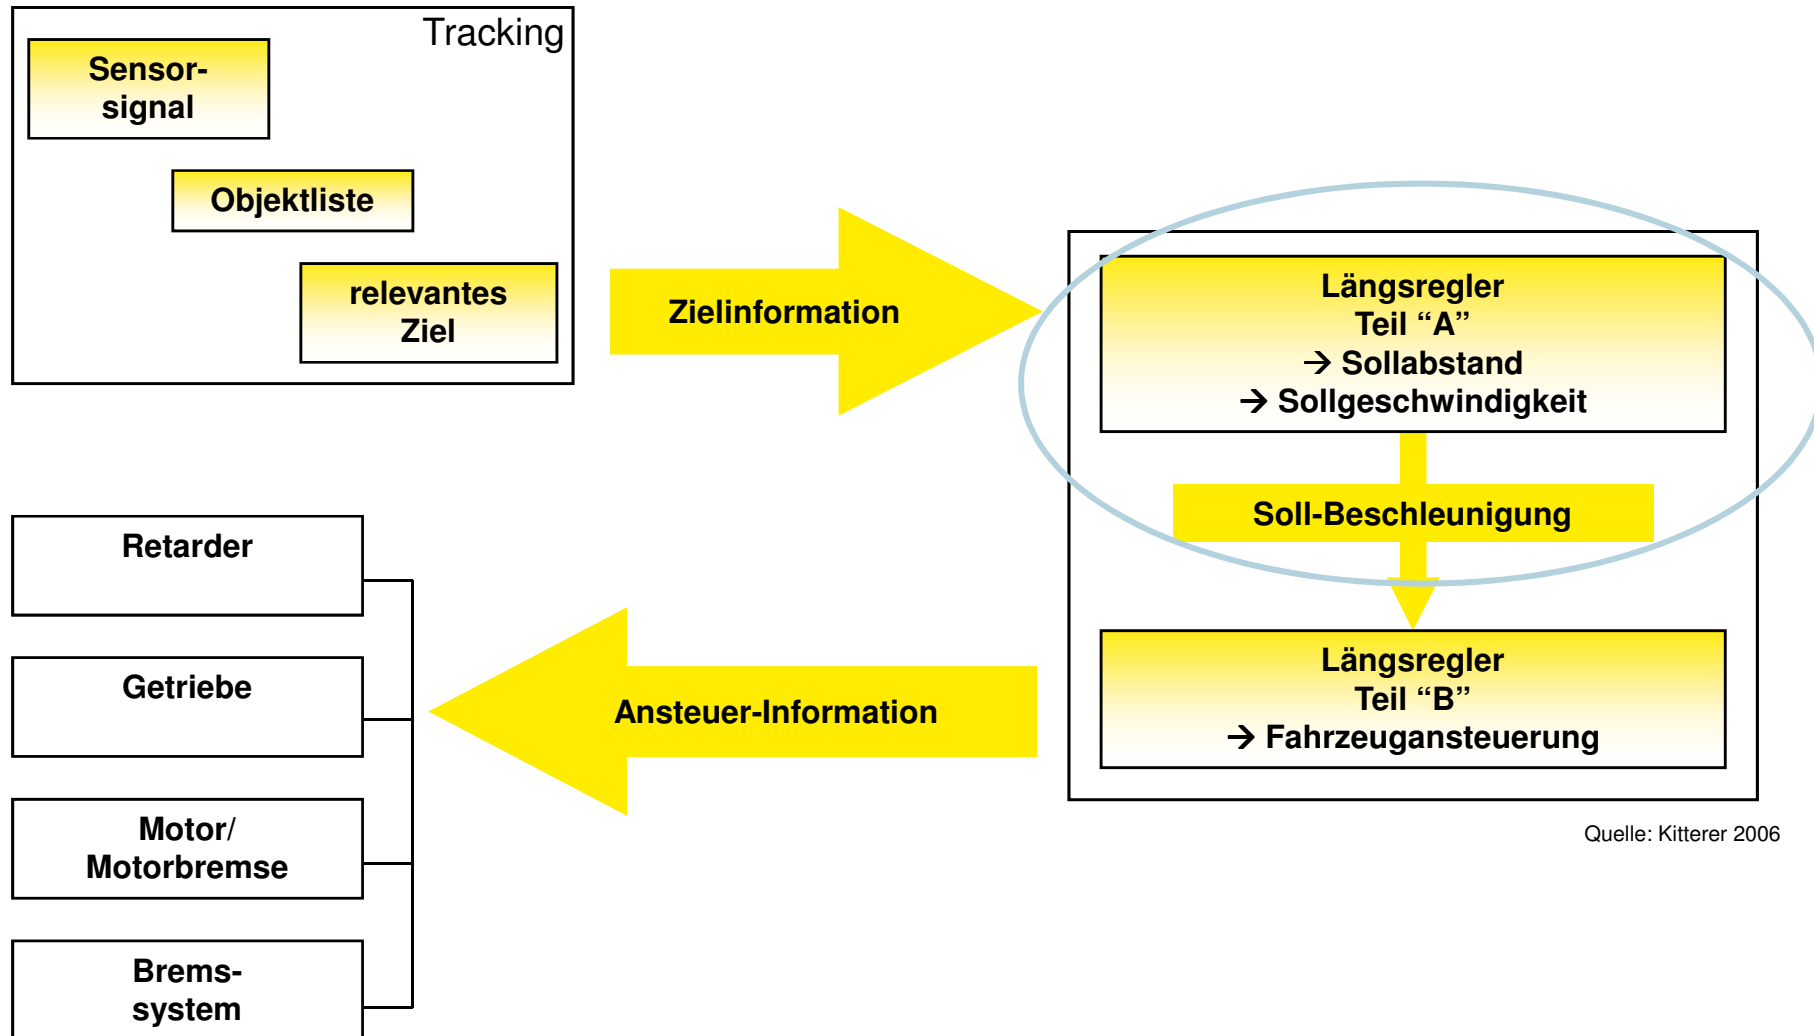 Tracking
Sensor-
signal
Objektliste
relevantes
Ziel
Zielinformation
Längsregler
Teil “A”
→ Sollabstand
→ Sollgeschwindigkeit
Soll-Beschleunigung
Längsregler
Teil “B”
→ Fahrzeugansteuerung
Ansteuer-Information
Retarder
Getriebe
Motor/
Motorbremse
Brems-
system
Quelle: Kitterer 2006